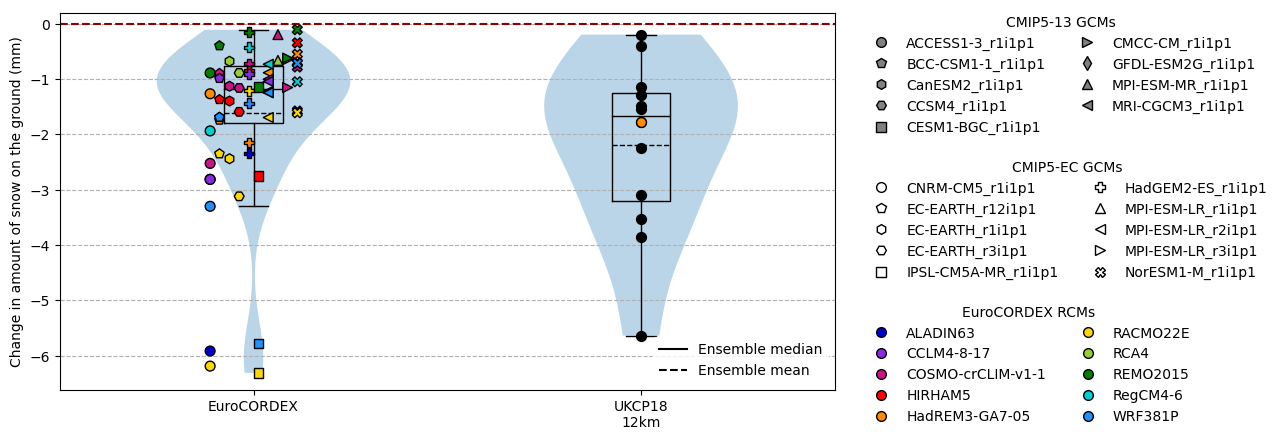 Change in amount of snow on the ground (mm)
0
−1
−2
−3
−4
−5
−6
EuroCORDEX
UKCP18
12km
Ensemble median
Ensemble mean
CMIP5-13 GCMs
ACCESS1-3_r1i1p1
BCC-CSM1-1_r1i1p1
CanESM2_r1i1p1
CCSM4_r1i1p1
CESM1-BGC_r1i1p1
CMCC-CM_r1i1p1
GFDL-ESM2G_r1i1p1
MPI-ESM-MR_r1i1p1
MRI-CGCM3_r1i1p1
CMIP5-EC GCMs
CNRM-CM5_r1i1p1
EC-EARTH_r12i1p1
EC-EARTH_r1i1p1
EC-EARTH_r3i1p1
IPSL-CM5A-MR_r1i1p1
HadGEM2-ES_r1i1p1
MPI-ESM-LR_r1i1p1
MPI-ESM-LR_r2i1p1
MPI-ESM-LR_r3i1p1
NorESM1-M_r1i1p1
EuroCORDEX RCMs
ALADIN63
CCLM4-8-17
COSMO-crCLIM-v1-1
HIRHAM5
HadREM3-GA7-05
RACMO22E
RCA4
REMO2015
RegCM4-6
WRF381P